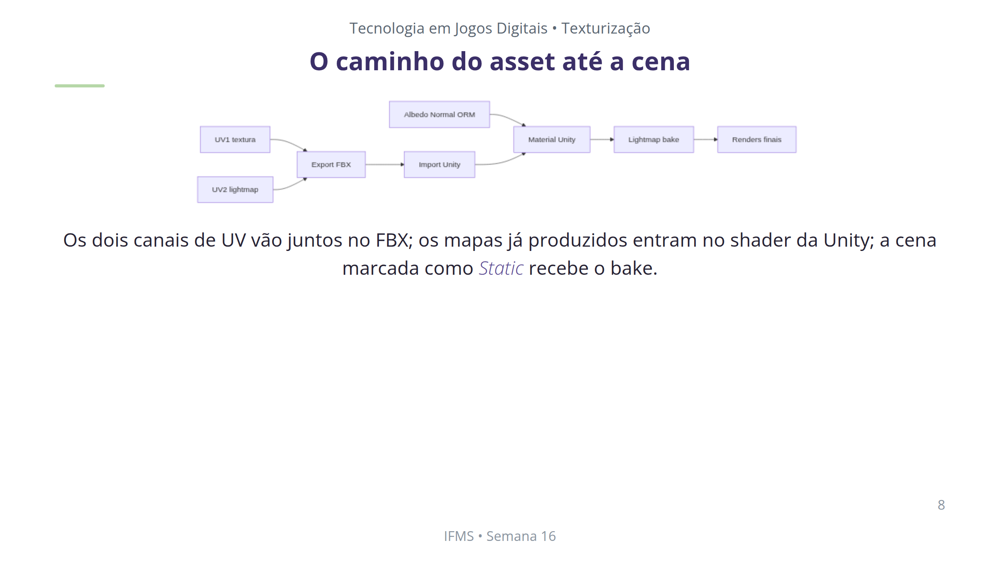 Tecnologia em Jogos Digitais • Texturização
O caminho do asset até a cena
Albedo Normal ORM
UV1 textura
Material Unity
Lightmap bake
Renders finais
Export FBX
Import Unity
UV2 lightmap
Os dois canais de UV vão juntos no FBX; os mapas já produzidos entram no shader da Unity; a cena
marcada como Static recebe o bake.
8
IFMS • Semana 16